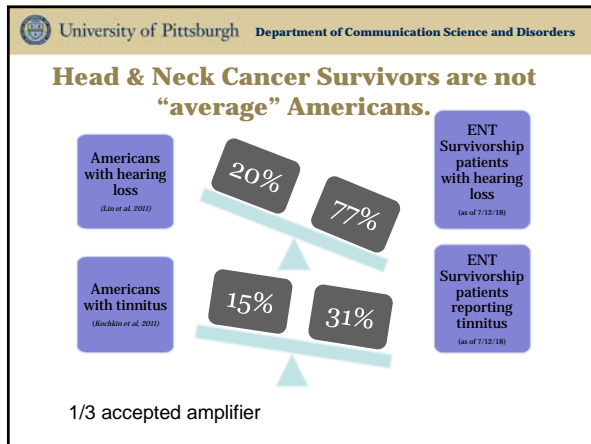 University of Pittsburgh Department of Communication Science and Disorders
Head & Neck Cancer Survivors are not
“average” Americans.
Americans
with hearing
loss
(Lin et al, 2011)
20%
77%
ENT
Survivorship
patients
with hearing
loss
(as of 7/12/18)
Americans
with tinnitus
(Kochkin et al, 2011)
15%
31%
ENT
Survivorship
patients
reporting
tinnitus
(as of 7/12/18)
1/3 accepted amplifier